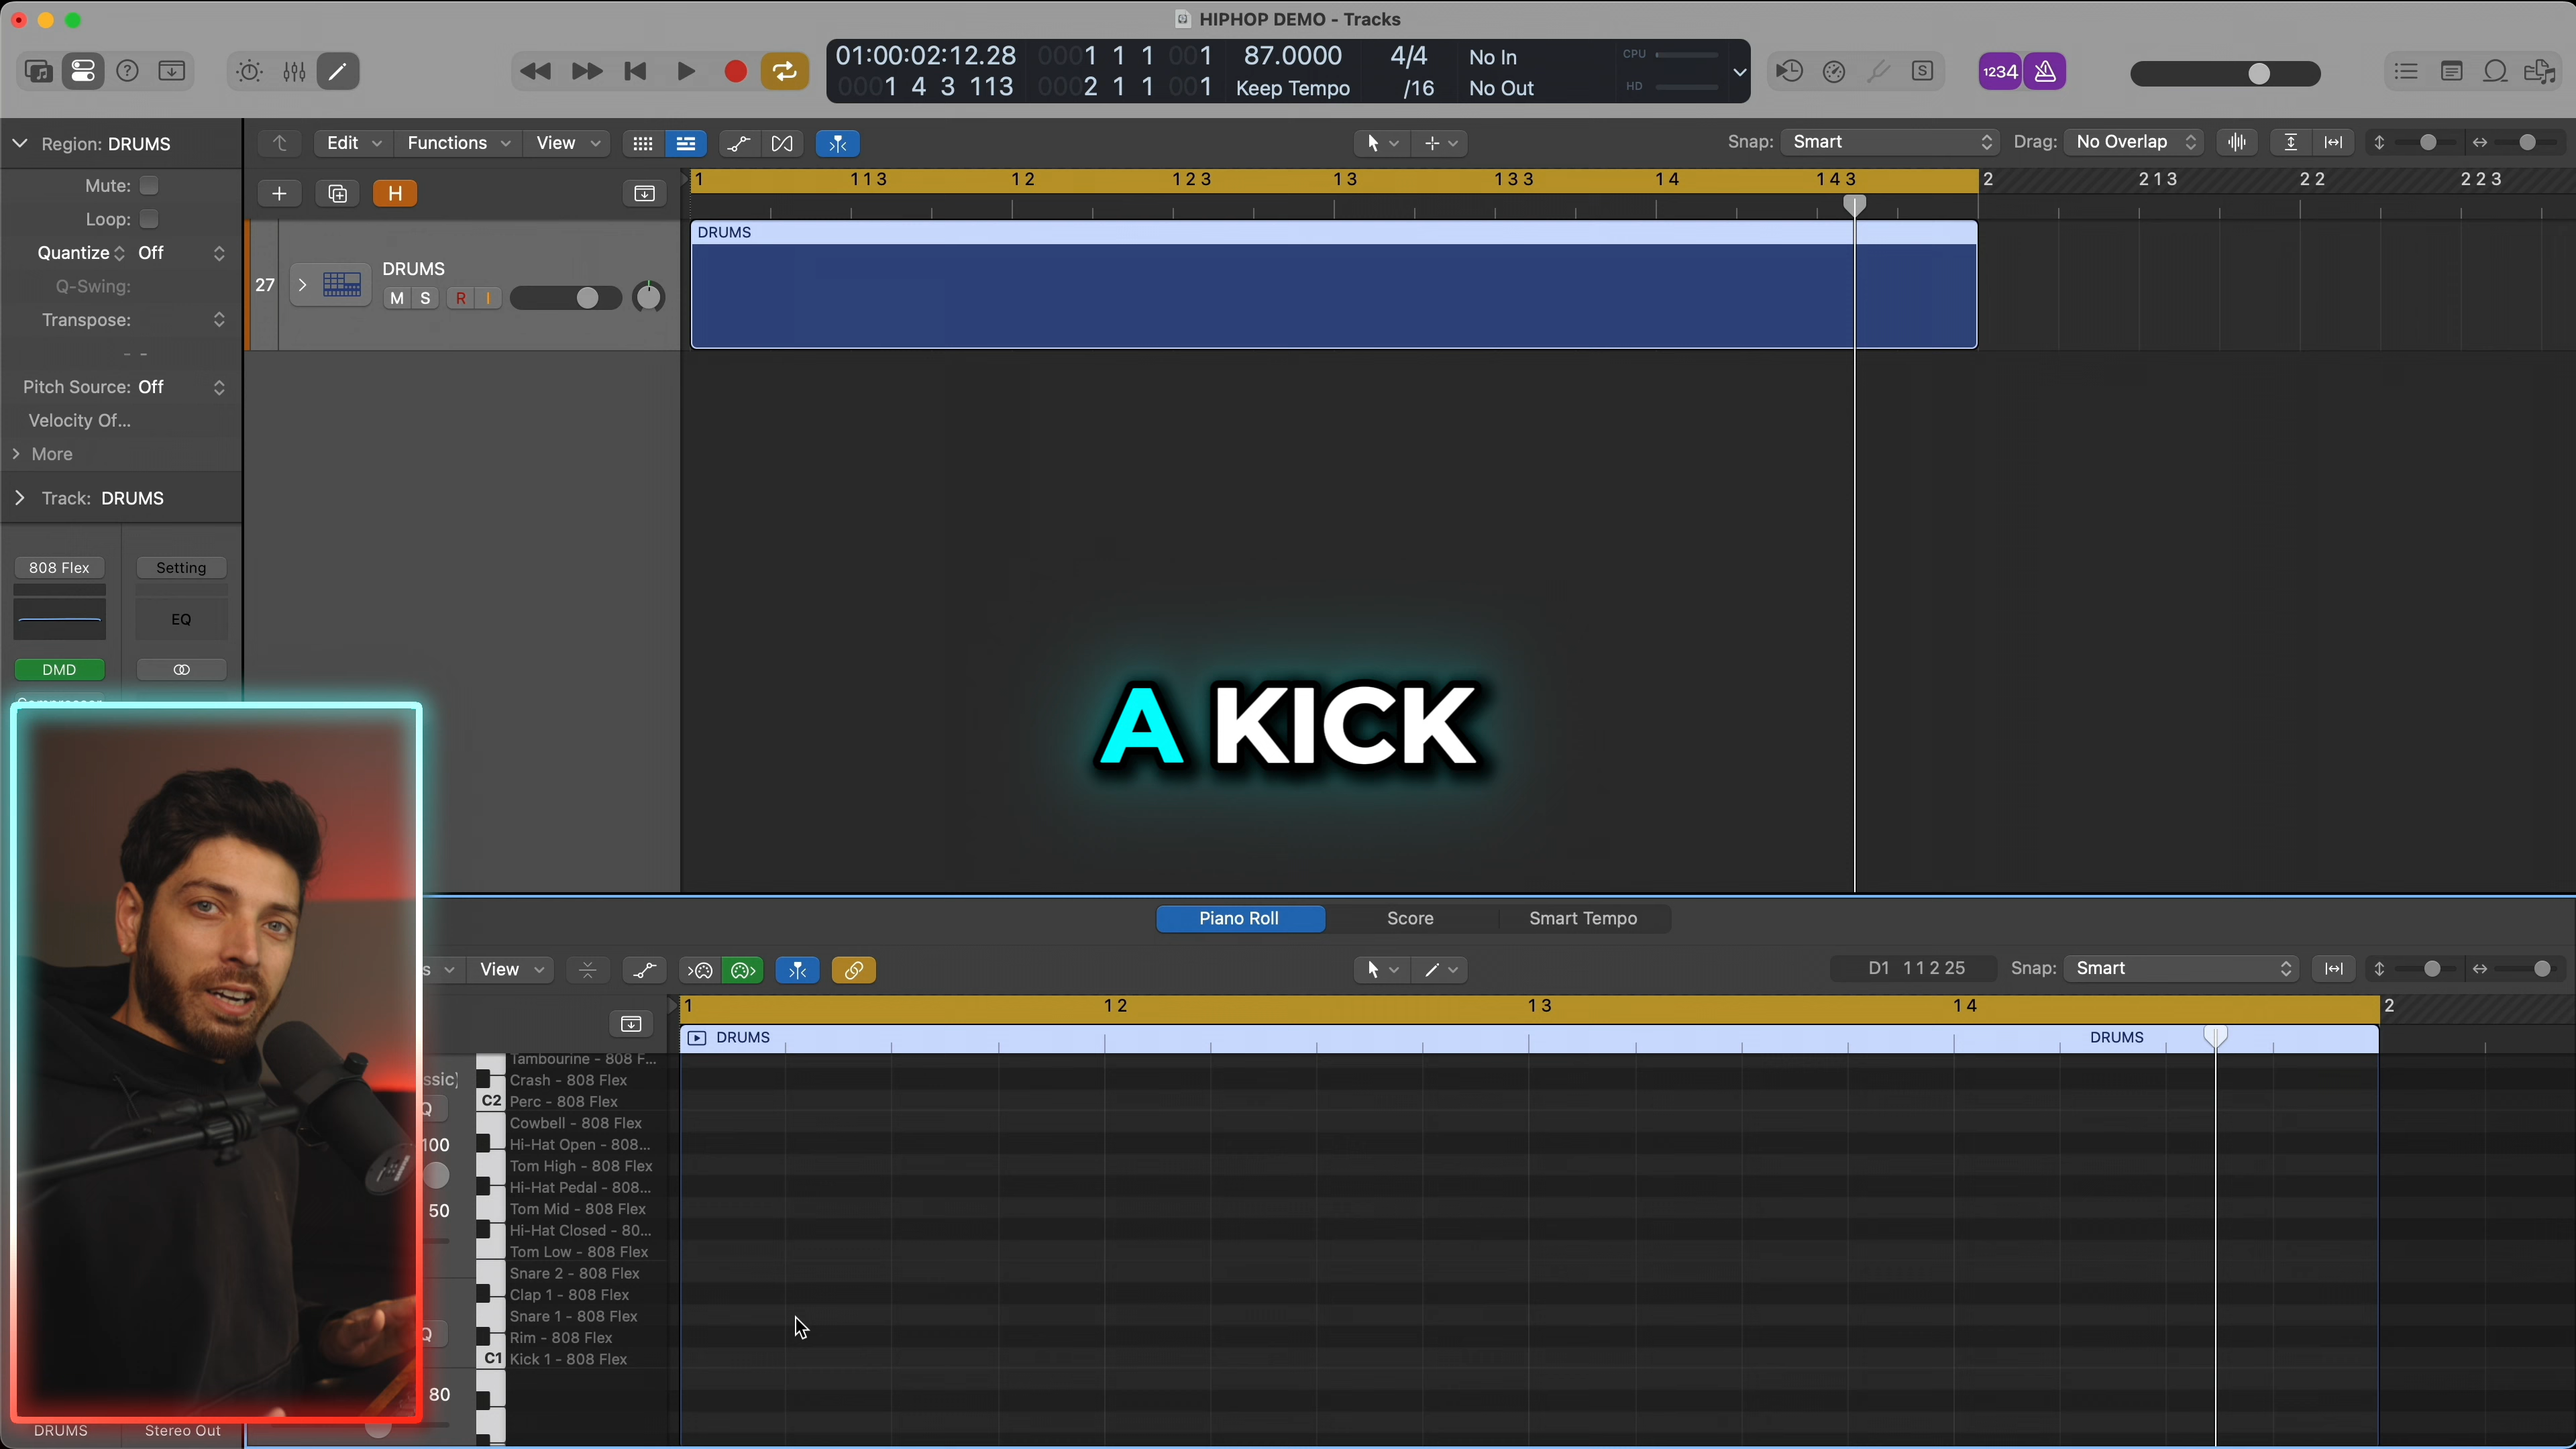 HIPHOP DEMO - Tracks
01:00:02:12.28 0001 1 1 001 87.0000 4/4 No In CPU
0001 4 3 113 0002 1 1 001 Keep Tempo /16 No Out HD
1234
S
Region: DRUMS
Edit Functions View
Snap: Smart Drag: No Overlap
Mute:
Loop:
Quantize Off
Q-Swing:
Transpose:
- -
Pitch Source: Off
Velocity Of...
More
Track: DRUMS
H
1 1 1 3 1 2 1 2 3 1 3 1 3 3 1 4 1 4 3 2 2 1 3 2 2 2 2 3
27 DRUMS
M S R I
DRUMS
808 Flex Setting
EQ
DMD
A KICK
Piano Roll Score Smart Tempo
s View
D1 1 1 2 25 Snap: Smart
1 1 2 1 3 1 4 2
DRUMS DRUMS
ssic)
Q
100
50
Q
80
C2
C1
Tambourine - 808 F...
Crash - 808 Flex
Perc - 808 Flex
Cowbell - 808 Flex
Hi-Hat Open - 808...
Tom High - 808 Flex
Hi-Hat Pedal - 808...
Tom Mid - 808 Flex
Hi-Hat Closed - 80...
Tom Low - 808 Flex
Snare 2 - 808 Flex
Clap 1 - 808 Flex
Snare 1 - 808 Flex
Rim - 808 Flex
Kick 1 - 808 Flex
DRUMS Stereo Out